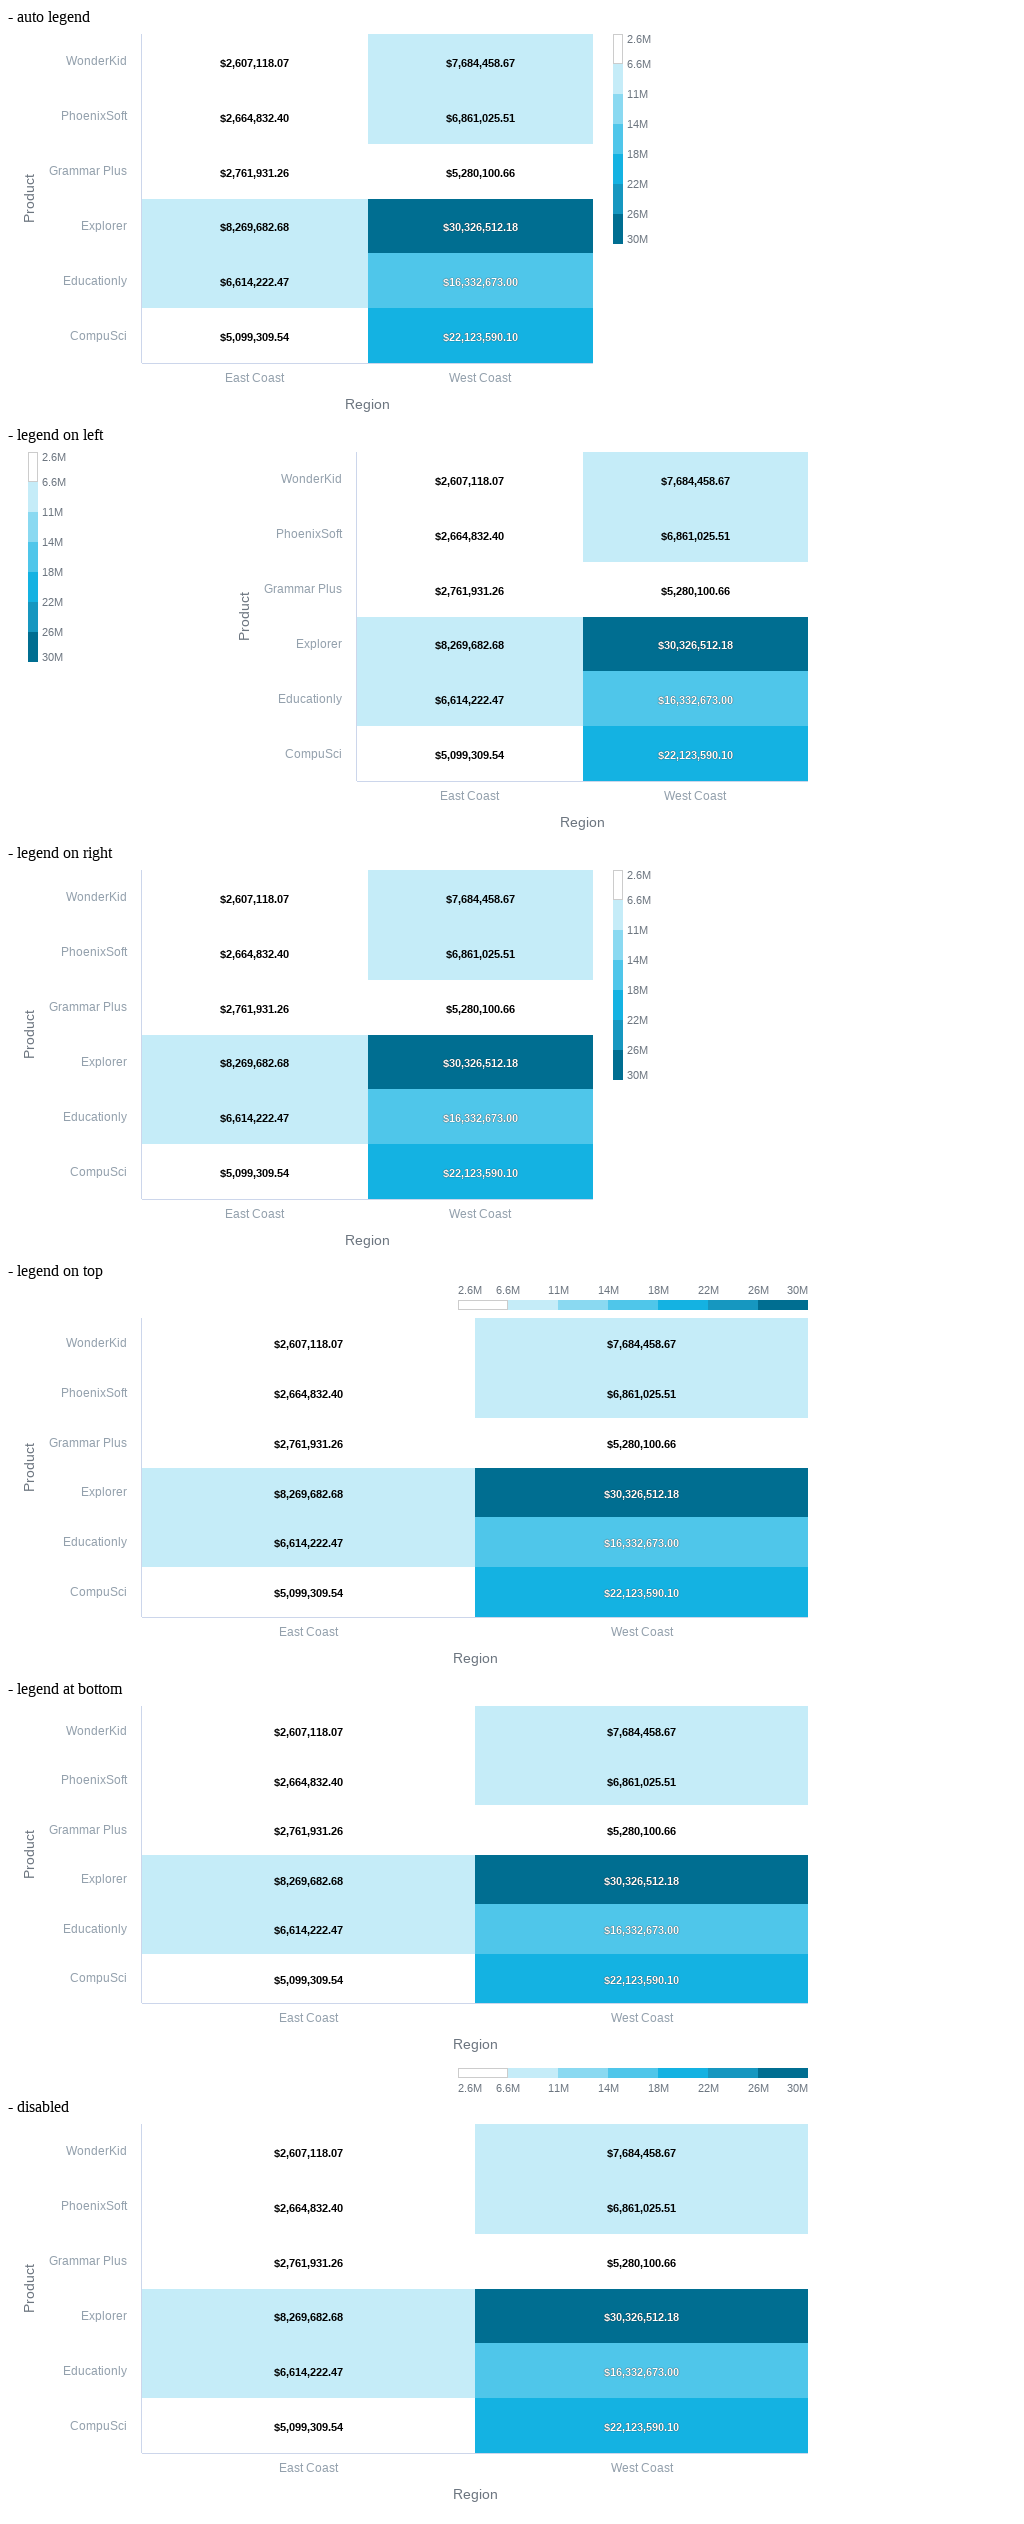 - auto legend
WonderKid $2,607,118.07 $7,684,458.67 2.6M
6.6M
PhoenixSoft $2,664,832.40 $6,861,025.51 11M
14M
Grammar Plus $2,761,931.26 $5,280,100.66 18M
22M
Product
Explorer $8,269,682.68 $30,326,512.18 26M
30M
Educationly $6,614,222.47 $16,332,673.00
CompuSci $5,099,309.54 $22,123,590.10
East Coast West Coast
Region
- legend on left
2.6M WonderKid $2,607,118.07 $7,684,458.67
6.6M
11M PhoenixSoft $2,664,832.40 $6,861,025.51
14M
18M Grammar Plus $2,761,931.26 $5,280,100.66
22M
Product
26M Explorer $8,269,682.68 $30,326,512.18
30M
Educationly $6,614,222.47 $16,332,673.00
CompuSci $5,099,309.54 $22,123,590.10
East Coast West Coast
Region
- legend on right
WonderKid $2,607,118.07 $7,684,458.67 2.6M
6.6M
PhoenixSoft $2,664,832.40 $6,861,025.51 11M
14M
Grammar Plus $2,761,931.26 $5,280,100.66 18M
22M
Product
Explorer $8,269,682.68 $30,326,512.18 26M
30M
Educationly $6,614,222.47 $16,332,673.00
CompuSci $5,099,309.54 $22,123,590.10
East Coast West Coast
Region
- legend on top
2.6M 6.6M 11M 14M 18M 22M 26M 30M
WonderKid $2,607,118.07 $7,684,458.67
PhoenixSoft $2,664,832.40 $6,861,025.51
Grammar Plus $2,761,931.26 $5,280,100.66
Product
Explorer $8,269,682.68 $30,326,512.18
Educationly $6,614,222.47 $16,332,673.00
CompuSci $5,099,309.54 $22,123,590.10
East Coast West Coast
Region
- legend at bottom
WonderKid $2,607,118.07 $7,684,458.67
PhoenixSoft $2,664,832.40 $6,861,025.51
Grammar Plus $2,761,931.26 $5,280,100.66
Product
Explorer $8,269,682.68 $30,326,512.18
Educationly $6,614,222.47 $16,332,673.00
CompuSci $5,099,309.54 $22,123,590.10
East Coast West Coast
Region
2.6M 6.6M 11M 14M 18M 22M 26M 30M
- disabled
WonderKid $2,607,118.07 $7,684,458.67
PhoenixSoft $2,664,832.40 $6,861,025.51
Grammar Plus $2,761,931.26 $5,280,100.66
Product
Explorer $8,269,682.68 $30,326,512.18
Educationly $6,614,222.47 $16,332,673.00
CompuSci $5,099,309.54 $22,123,590.10
East Coast West Coast
Region